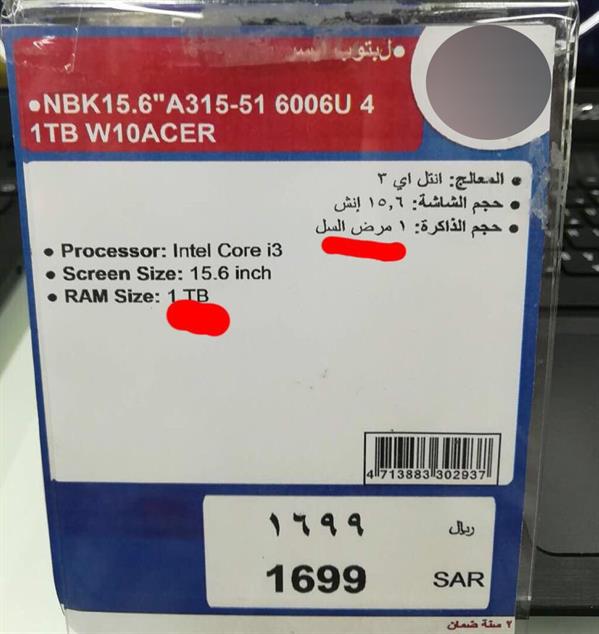 ●لابتوب ايسر
●NBK15.6"A315-51 6006U 4
1TB W10ACER
● المعالج: انتل اي ٣
● حجم الشاشة: ١٥,٦ إنش
● حجم الذاكرة: ١ مرض السل
● Processor: Intel Core i3
● Screen Size: 15.6 inch
● RAM Size: 1 TB
4 713883 302937
١٦٩٩ ريال
1699 SAR
٢ سنة ضمان